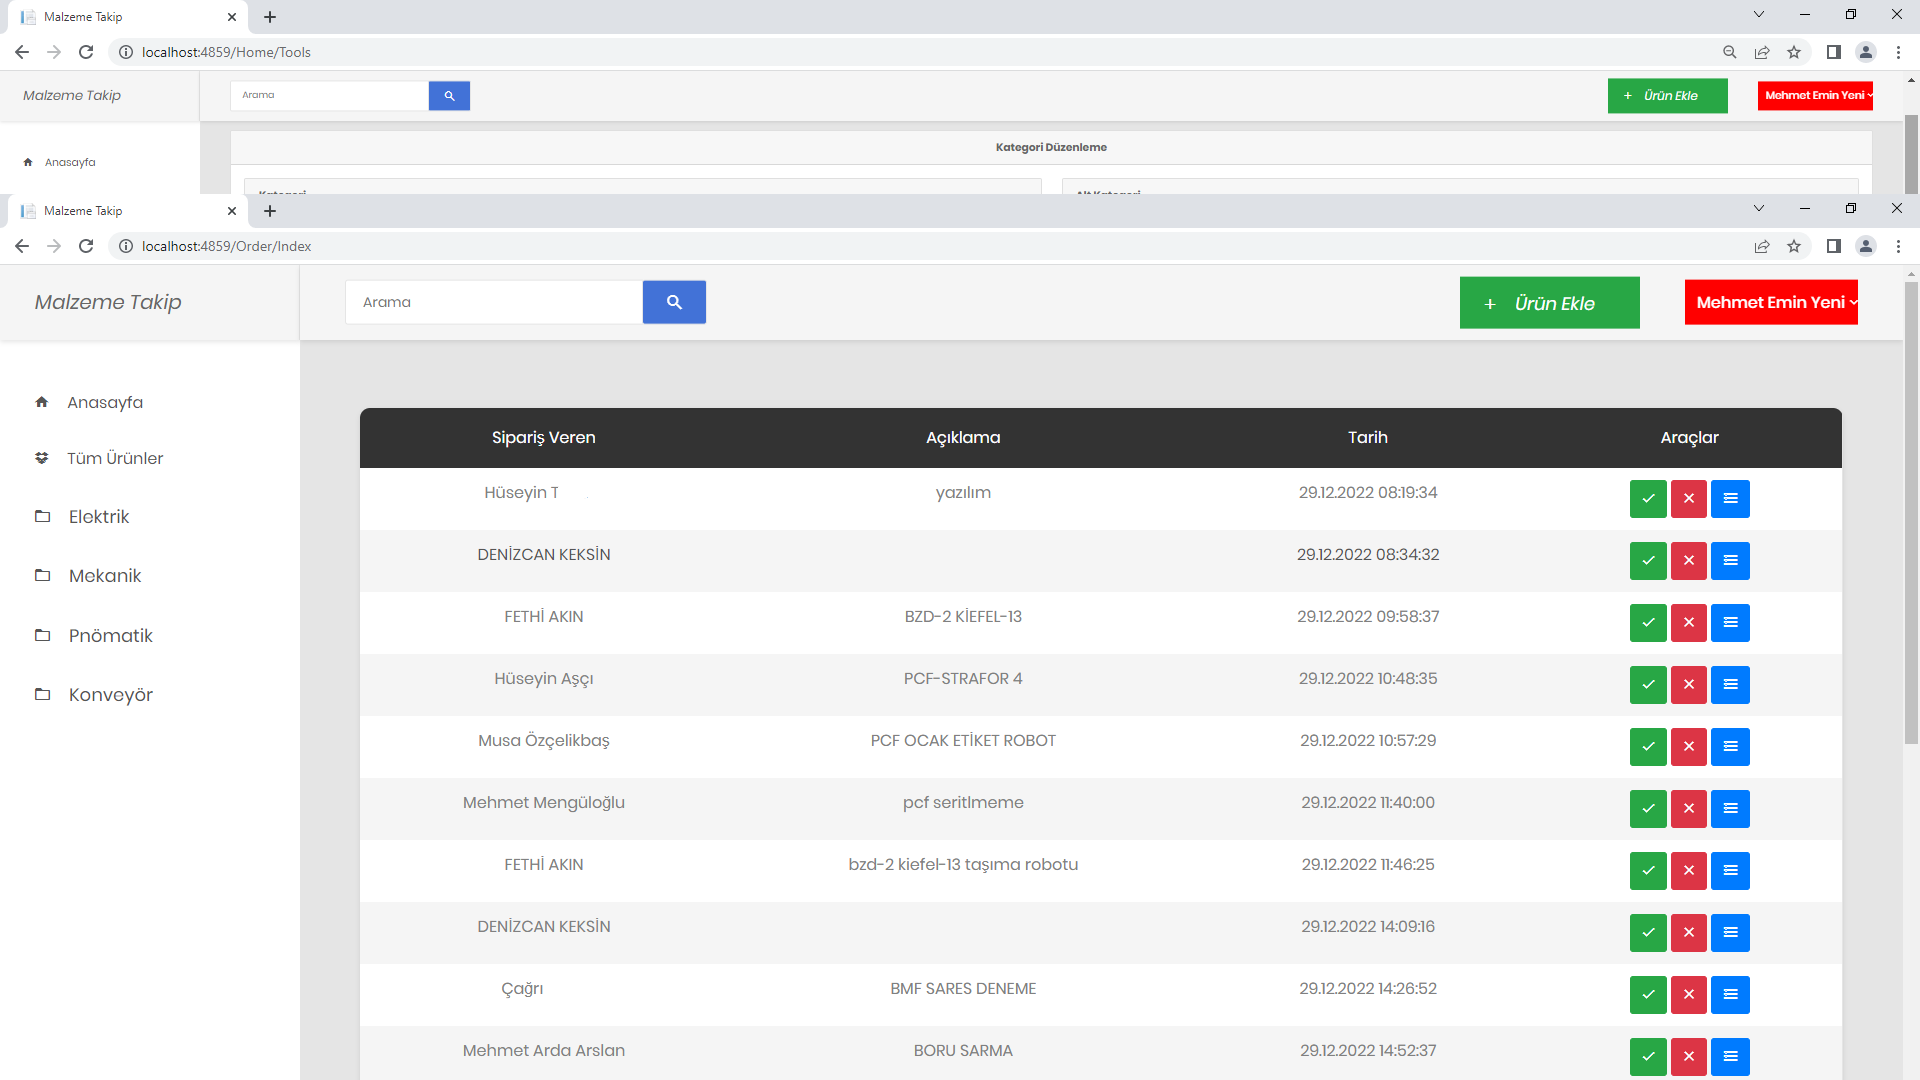 Malzeme Takip
localhost:4859/Home/Tools
Malzeme Takip
Arama
+ Ürün Ekle
Mehmet Emin Yeni
Anasayfa
Kategori Düzenleme
Kategori
Alt Kategori
Malzeme Takip
localhost:4859/Order/Index
Malzeme Takip
Arama
+ Ürün Ekle
Mehmet Emin Yeni
Anasayfa
Tüm Ürünler
Elektrik
Mekanik
Pnömatik
Konveyör
Sipariş Veren Açıklama Tarih Araçlar
Hüseyin T yazılım 29.12.2022 08:19:34
DENİZCAN KEKSİN 29.12.2022 08:34:32
FETHİ AKIN BZD-2 KİEFEL-13 29.12.2022 09:58:37
Hüseyin Aşçı PCF-STRAFOR 4 29.12.2022 10:48:35
Musa Özçelikbaş PCF OCAK ETİKET ROBOT 29.12.2022 10:57:29
Mehmet Mengüloğlu pcf seritlmeme 29.12.2022 11:40:00
FETHİ AKIN bzd-2 kiefel-13 taşıma robotu 29.12.2022 11:46:25
DENİZCAN KEKSİN 29.12.2022 14:09:16
Çağrı BMF SARES DENEME 29.12.2022 14:26:52
Mehmet Arda Arslan BORU SARMA 29.12.2022 14:52:37